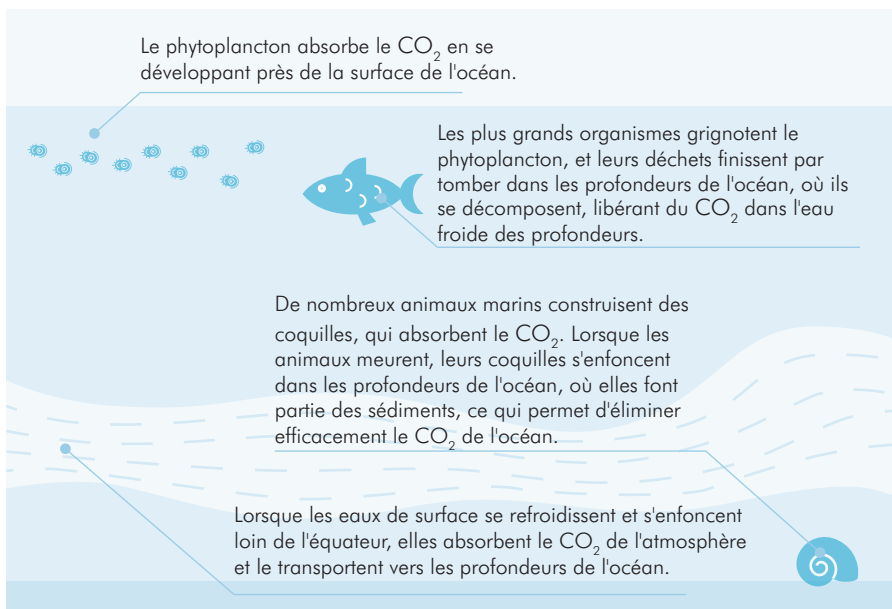 Le phytoplancton absorbe le CO₂ en se
développant près de la surface de l'océan.
Les plus grands organismes grignotent le
phytoplancton, et leurs déchets finissent par
tomber dans les profondeurs de l'océan, où ils
se décomposent, libérant du CO₂ dans l'eau
froide des profondeurs.
De nombreux animaux marins construisent des
coquilles, qui absorbent le CO₂. Lorsque les
animaux meurent, leurs coquilles s'enfoncent
dans les profondeurs de l'océan, où elles font
partie des sédiments, ce qui permet d'éliminer
efficacement le CO₂ de l'océan.
Lorsque les eaux de surface se refroidissent et s'enfoncent
loin de l'équateur, elles absorbent le CO₂ de l'atmosphère
et le transportent vers les profondeurs de l'océan.